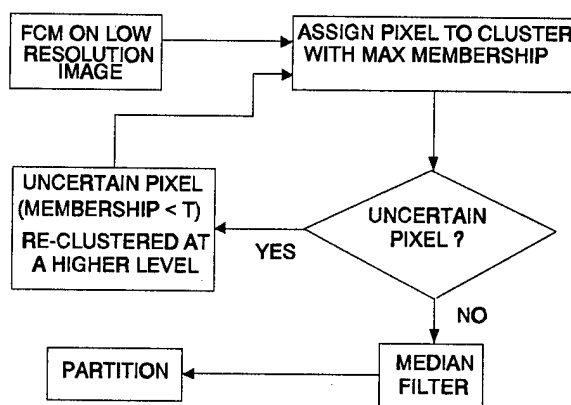 FCM ON LOW
RESOLUTION
IMAGE
ASSIGN PIXEL TO CLUSTER
WITH MAX MEMBERSHIP
UNCERTAIN PIXEL
(MEMBERSHIP < T)
RE-CLUSTERED AT
A HIGHER LEVEL
YES
UNCERTAIN
PIXEL ?
NO
MEDIAN
FILTER
PARTITION